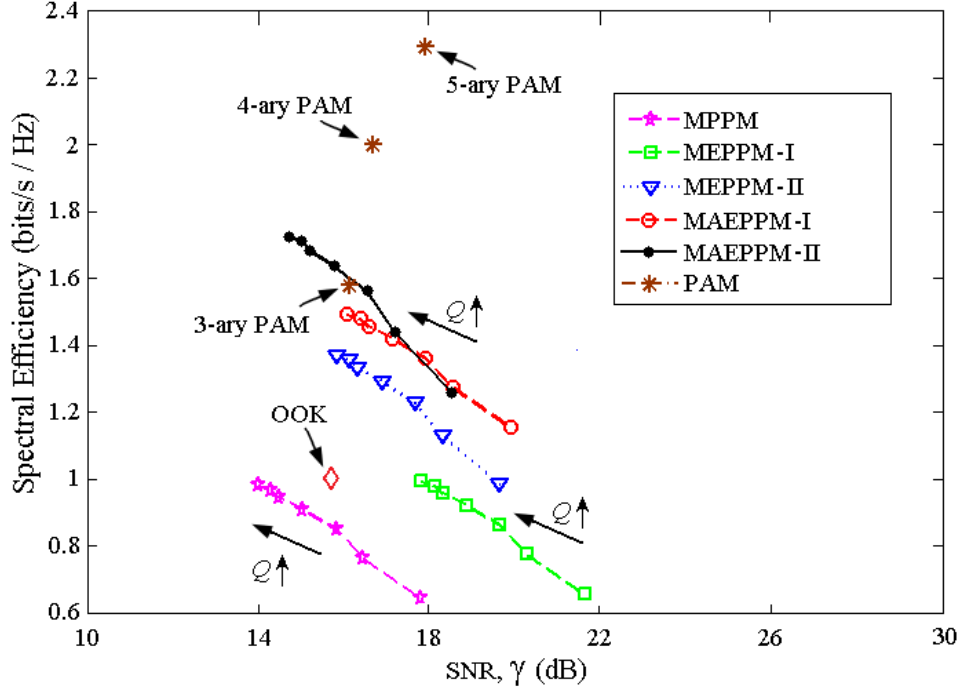 2.4
2.2
2
1.8
1.6
1.4
1.2
1
0.8
0.6
Spectral Efficiency (bits/s / Hz)
5-ary PAM
4-ary PAM
3-ary PAM
OOK
Q
Q
Q
MPPM
MEPPM-I
MEPPM-II
MAEPPM-I
MAEPPM-II
PAM
10
14
18
22
26
30
SNR, γ (dB)